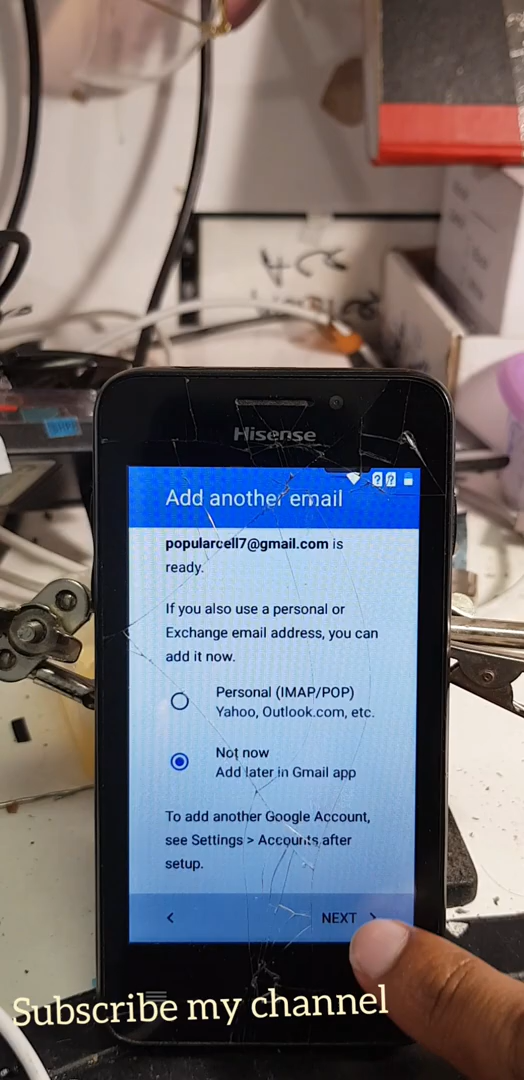 Hisense
Add another email
popularcell7@gmail.com is
ready.
If you also use a personal or
Exchange email address, you can
add it now.
Personal (IMAP/POP)
Yahoo, Outlook.com, etc.
Not now
Add later in Gmail app
To add another Google Account,
see Settings > Accounts after
setup.
< NEXT >
Subscribe my channel